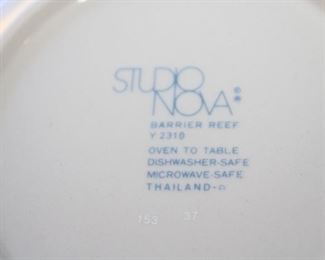 STUDIO
NOVA®
BARRIER REEF
Y 2310
OVEN TO TABLE
DISHWASHER-SAFE
MICROWAVE-SAFE
THAILAND-D
153 37